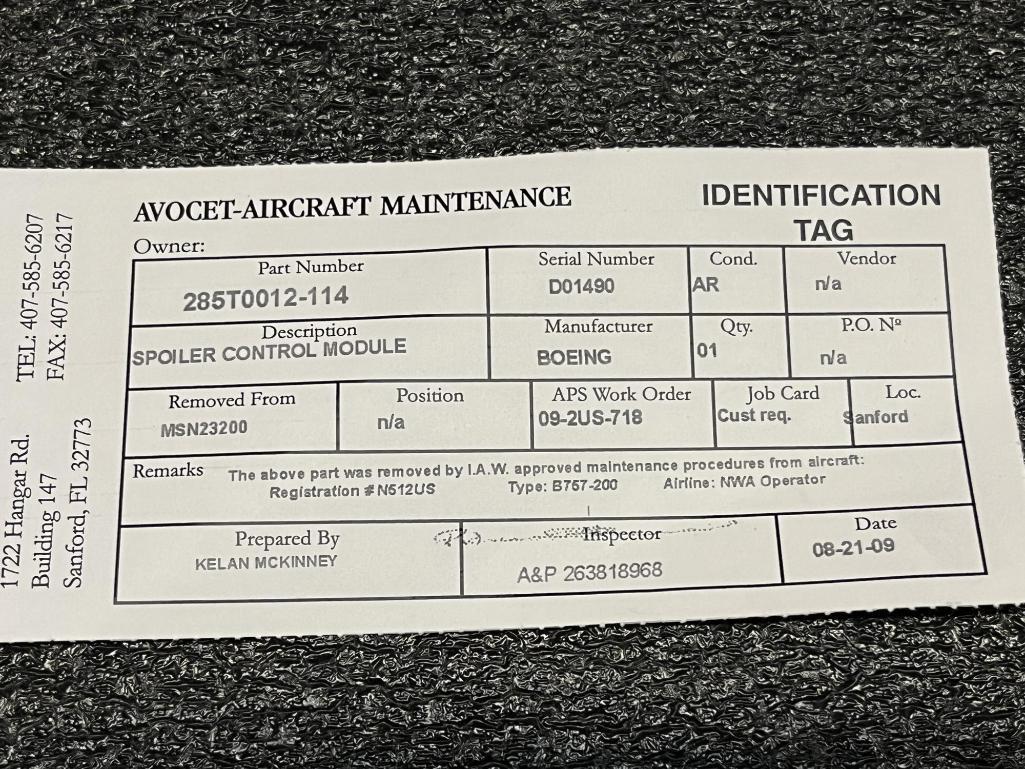 AVOCET-AIRCRAFT MAINTENANCE
IDENTIFICATION
TAG
Owner:
Part Number
285T0012-114
Serial Number
D01490
Cond.
AR
Vendor
n/a
Description
SPOILER CONTROL MODULE
Manufacturer
BOEING
Qty.
01
P.O. Nº
n/a
Removed From
MSN23200
Position
n/a
APS Work Order
09-2US-718
Job Card
Cust req.
Loc.
Sanford
Remarks
The above part was removed by I.A.W. approved maintenance procedures from aircraft:
Registration # N512US Type: B757-200 Airline: NWA Operator
Prepared By
KELAN MCKINNEY
Inspector
A&P 263818968
Date
08-21-09
1722 Hangar Rd. TEL: 407-585-6207
Building 147 FAX: 407-585-6217
Sanford, FL 32773